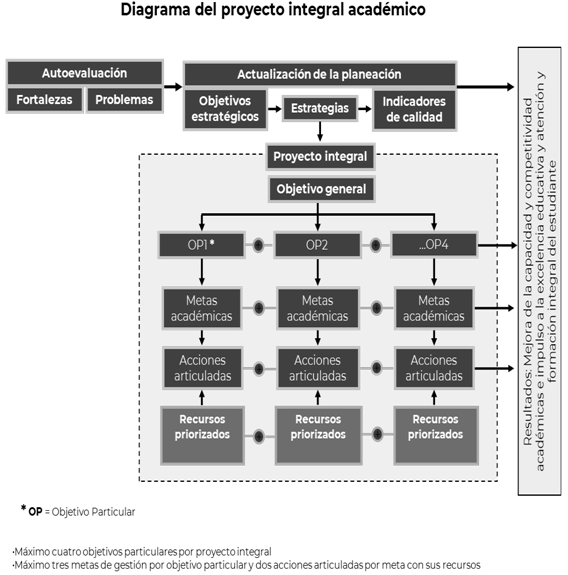 Diagrama del proyecto integral académico
Autoevaluación
Fortalezas
Problemas
Actualización de la planeación
Objetivos
estratégicos
Estrategias
Indicadores
de calidad
Proyecto integral
Objetivo general
OP1 *
OP2
...OP4
Metas
académicas
Metas
académicas
Metas
académicas
Acciones
articuladas
Acciones
articuladas
Acciones
articuladas
Recursos
priorizados
Recursos
priorizados
Recursos
priorizados
Resultados: Mejora de la capacidad y competitividad
académicas e impulso a la excelencia educativa y atención y
formación integral del estudiante
* OP = Objetivo Particular
•Máximo cuatro objetivos particulares por proyecto integral
•Máximo tres metas de gestión por objetivo particular y dos acciones articuladas por meta con sus recursos